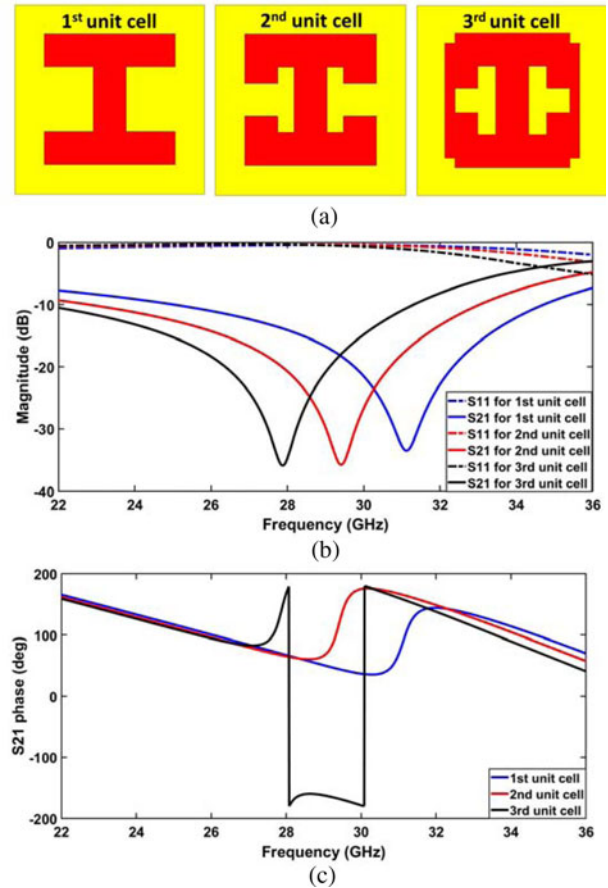 1st unit cell 2nd unit cell 3rd unit cell
(a)
0
-10
-20
-30
-40
Magnitude (dB)
S11 for 1st unit cell
S21 for 1st unit cell
S11 for 2nd unit cell
S21 for 2nd unit cell
S11 for 3rd unit cell
S21 for 3rd unit cell
22 24 26 28 30 32 34 36
Frequency (GHz)
(b)
200
100
0
-100
-200
S21 phase (deg)
1st unit cell
2nd unit cell
3rd unit cell
22 24 26 28 30 32 34 36
Frequency (GHz)
(c)